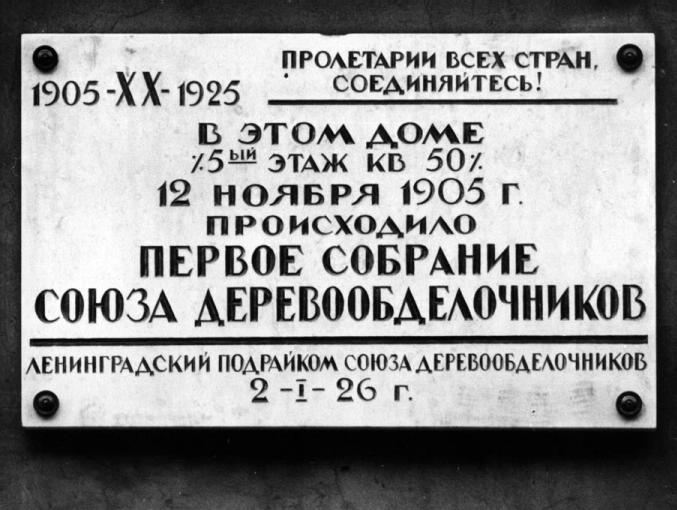 1905-XX-1925
ПРОЛЕТАРИИ ВСЕХ СТРАН,
СОЕДИНЯЙТЕСЬ!
В ЭТОМ ДОМЕ
⁒5ый ЭТАЖ КВ 50⁒
12 НОЯБРЯ 1905 Г.
ПРОИСХОДИЛО
ПЕРВОЕ СОБРАНИЕ
СОЮЗА ДЕРЕВООБДЕЛОЧНИКОВ
ЛЕНИНГРАДСКИЙ ПОДРАЙКОМ СОЮЗА ДЕРЕВООБДЕЛОЧНИКОВ
2-I-26 г.